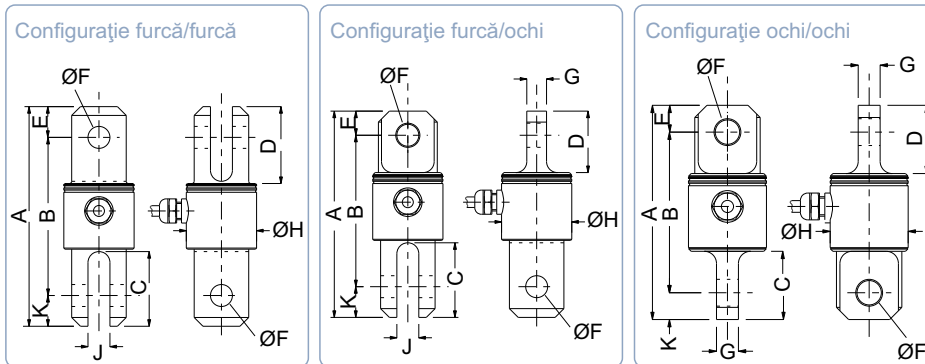 Configuraţie furcă/furcă
ØF
E
D
A
B
ØH
C
K
J
ØF
Configuraţie furcă/ochi
ØF
G
E
D
A
B
ØH
C
K
J
ØF
Configuraţie ochi/ochi
ØF
G
E
D
A
B
ØH
C
K
G
ØF